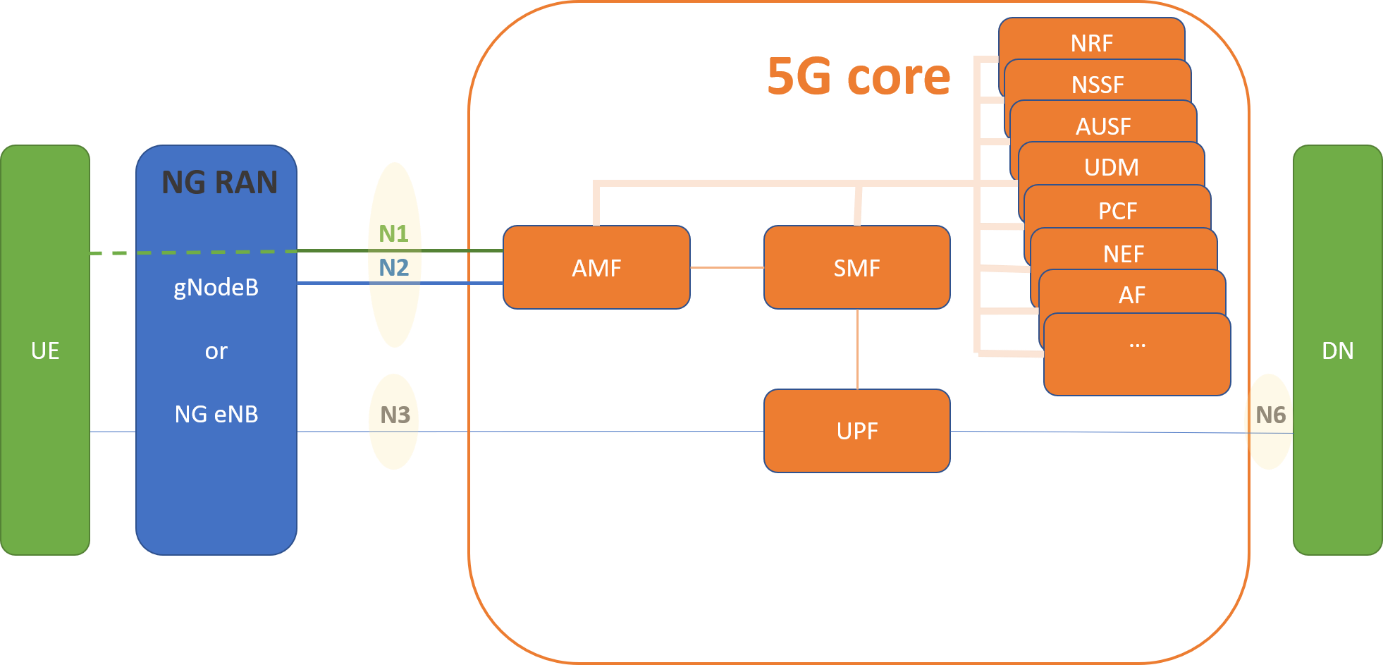 5G core
NRF
NSSF
AUSF
UDM
PCF
NEF
AF
...
NG RAN
N1
N2
AMF
SMF
gNodeB
or
NG eNB
UE
DN
N3
UPF
N6